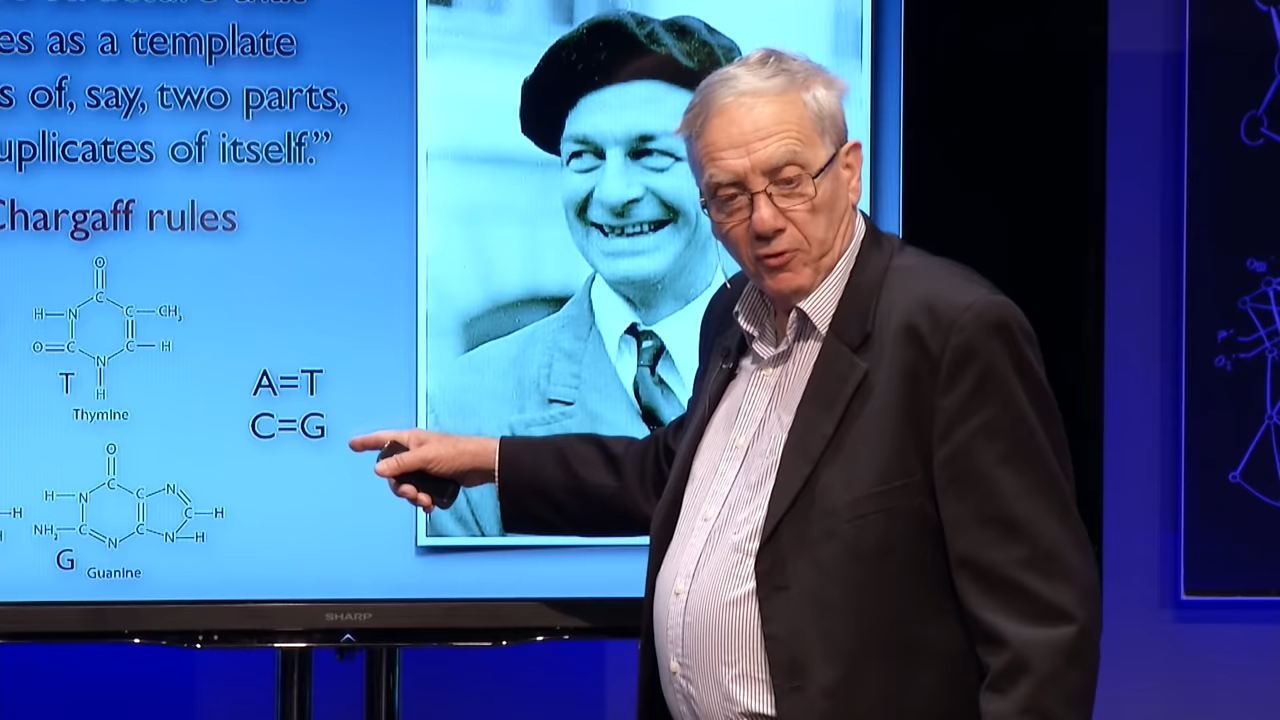 es as a template
s of, say, two parts,
uplicates of itself.”
Chargaff rules
O
C
H N C CH3
O C C H
N
T H
Thymine
A=T
C=G
O
C
H N C N
C H
H NH2 C C
N N H
G Guanine
SHARP